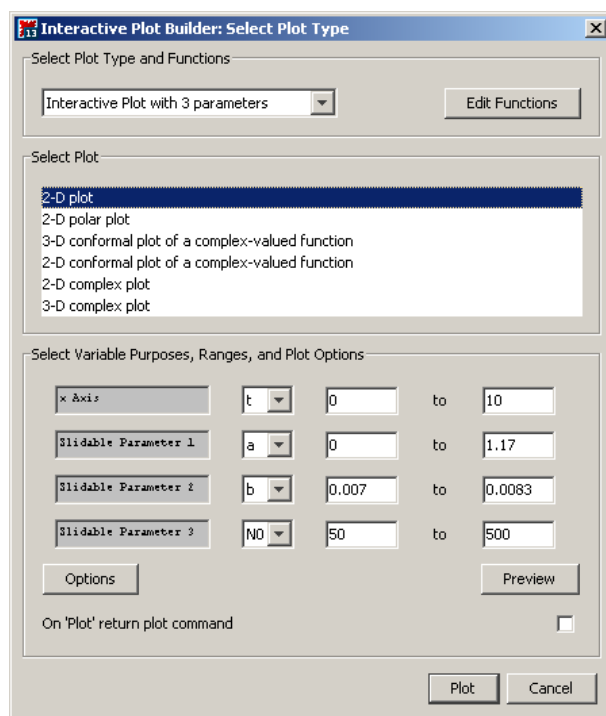 13 Interactive Plot Builder: Select Plot Type
Select Plot Type and Functions
Interactive Plot with 3 parameters Edit Functions
Select Plot
2-D plot
2-D polar plot
3-D conformal plot of a complex-valued function
2-D conformal plot of a complex-valued function
2-D complex plot
3-D complex plot
Select Variable Purposes, Ranges, and Plot Options
x Axis t 0 to 10
Slidable Parameter 1 a 0 to 1.17
Slidable Parameter 2 b 0.007 to 0.0083
Slidable Parameter 3 N0 50 to 500
Options Preview
On 'Plot' return plot command
Plot Cancel